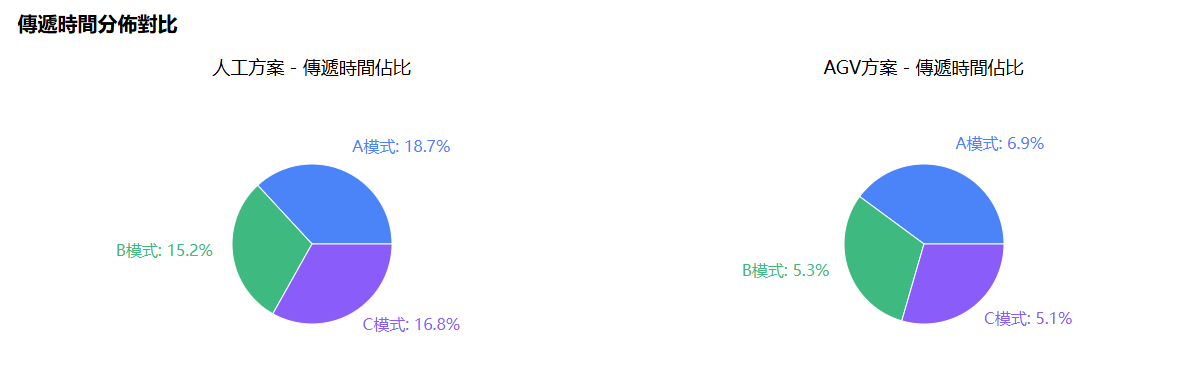 傳遞時間分佈對比
人工方案 - 傳遞時間佔比
A模式: 18.7%
B模式: 15.2%
C模式: 16.8%
AGV方案 - 傳遞時間佔比
A模式: 6.9%
B模式: 5.3%
C模式: 5.1%